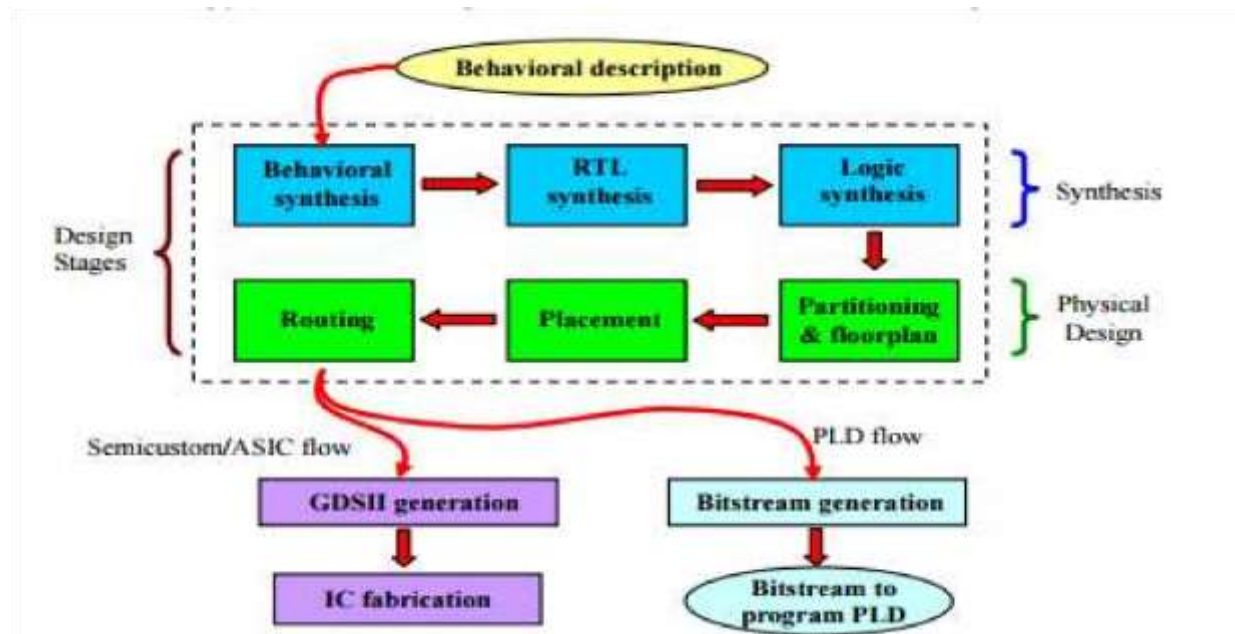 Behavioral description
Behavioral
synthesis
RTL
synthesis
Logic
synthesis
Synthesis
Design
Stages
Routing
Placement
Partitioning
& floorplan
Physical
Design
Semicustom/ASIC flow
PLD flow
GDSII generation
Bitstream generation
IC fabrication
Bitstream to
program PLD